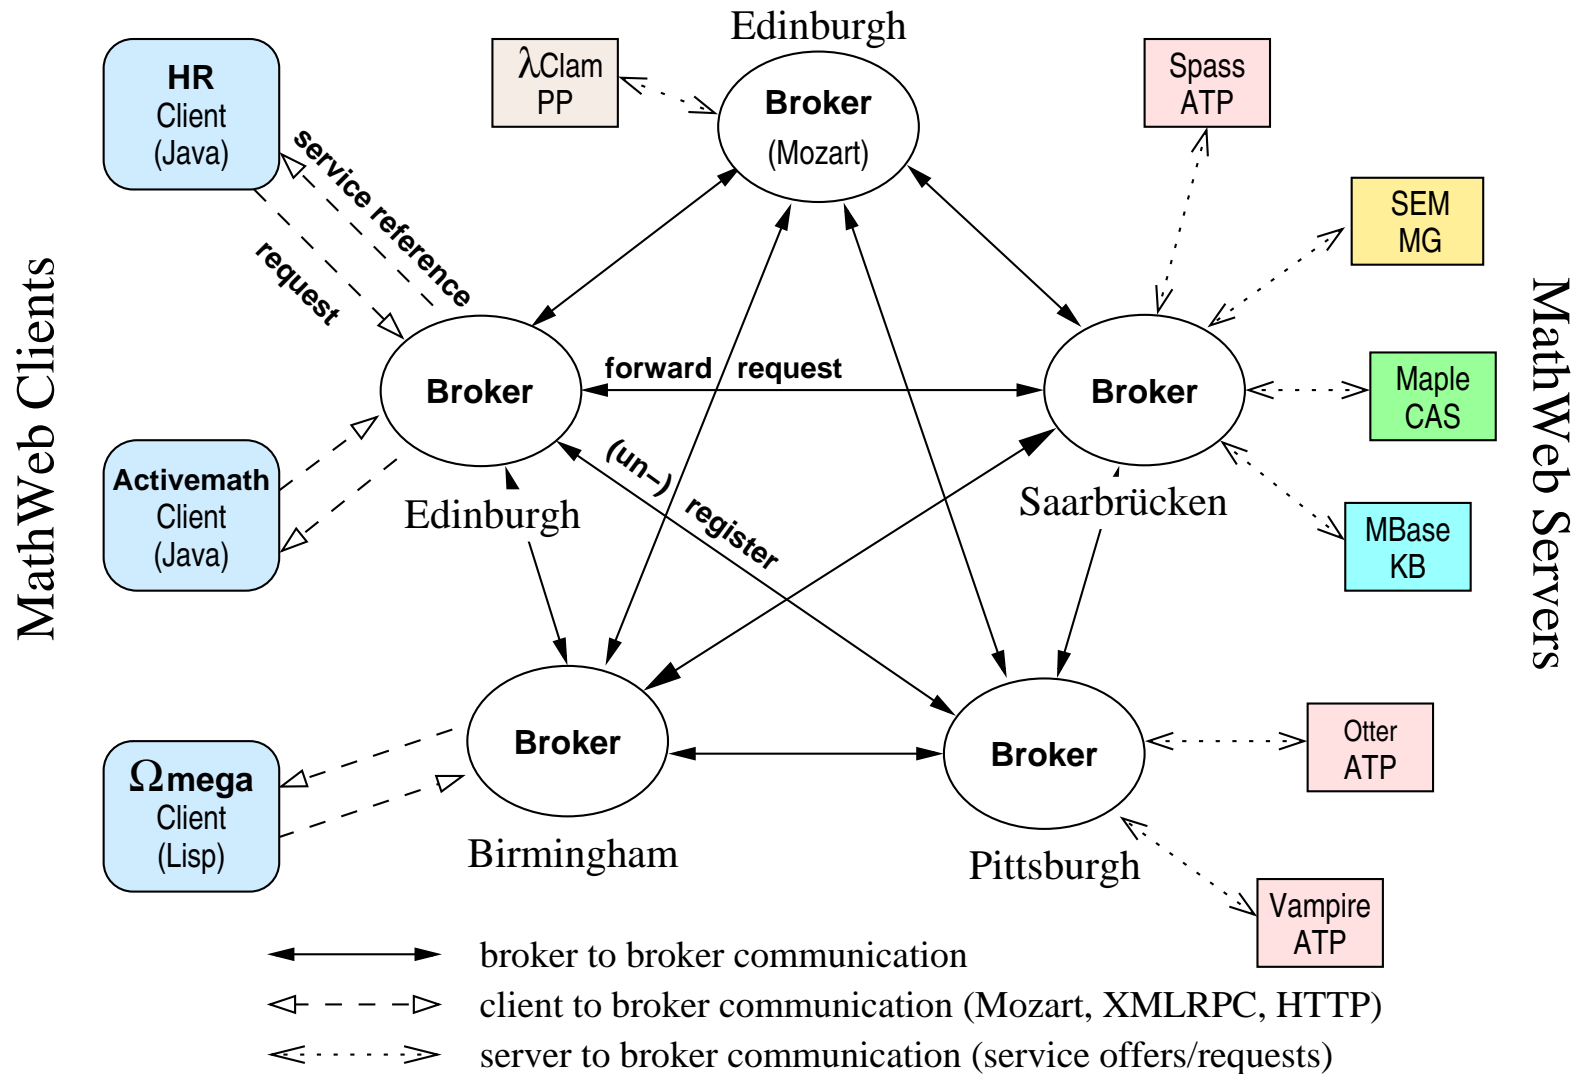 Edinburgh
HR
Client
(Java)
λClam
PP
Broker
(Mozart)
Spass
ATP
SEM
MG
service reference
request
MathWeb Clients
MathWeb Servers
Broker
forward request
Broker
Maple
CAS
Activemath
Client
(Java)
(un−) register
Edinburgh
Saarbrücken
MBase
KB
Ωmega
Client
(Lisp)
Broker
Broker
Otter
ATP
Birmingham
Pittsburgh
Vampire
ATP
broker to broker communication
client to broker communication (Mozart, XMLRPC, HTTP)
server to broker communication (service offers/requests)